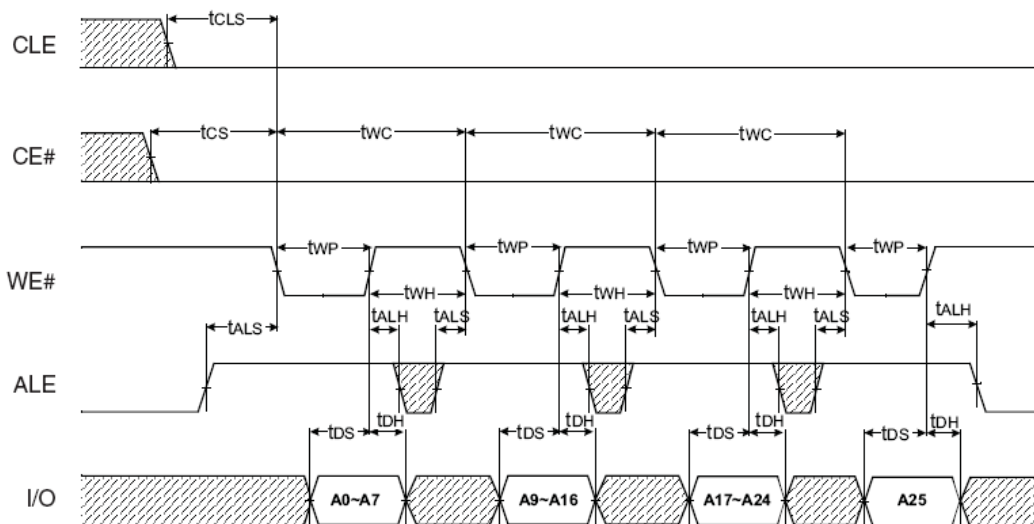 CLE
tCLS
CE#
tCS tWC tWC tWC
WE#
tWP tWP tWP tWP
tWH tWH tWH
tALS tALH tALS tALH tALS tALH tALS tALH
ALE
tDS tDH tDS tDH tDS tDH tDS tDH
I/O
A0~A7 A9~A16 A17~A24 A25